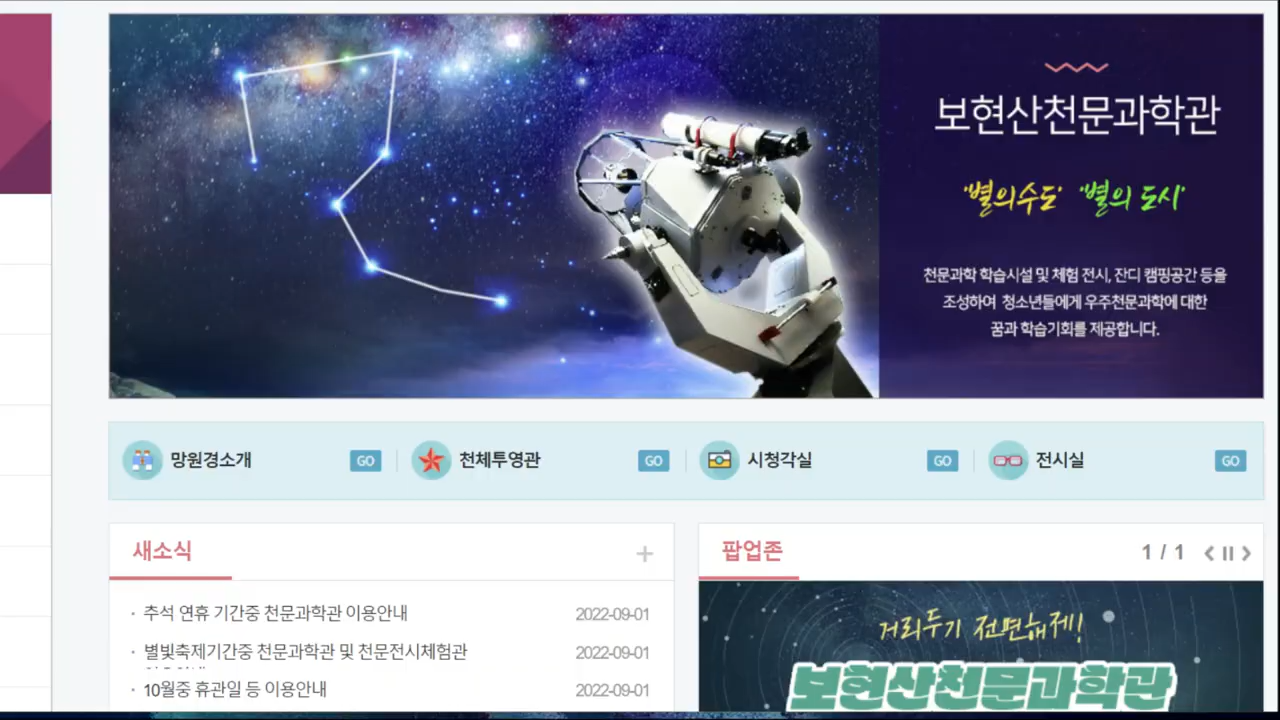 보현산천문과학관
'별의수도' '별의 도시'
천문과학 학습시설 및 체험 전시, 잔디 캠핑공간 등을
조성하여 청소년들에게 우주천문과학에 대한
꿈과 학습기회를 제공합니다.
망원경소개 GO
천체투영관 GO
시청각실 GO
전시실 GO
새소식 +
· 추석 연휴 기간중 천문과학관 이용안내 2022-09-01
· 별빛축제기간중 천문과학관 및 천문전시체험관 2022-09-01
· 10월중 휴관일 등 이용안내 2022-09-01
팝업존 1 / 1
거리두기 전면해제!
보현산천문과학관